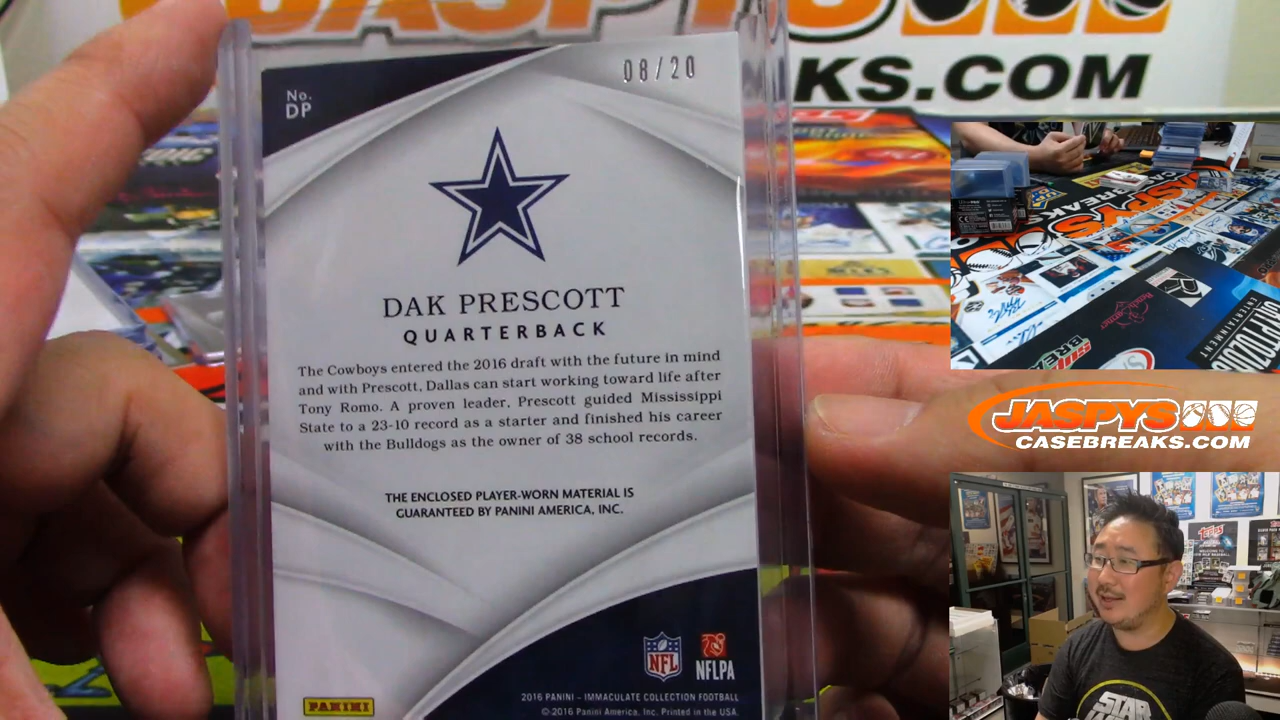 JASPYS
KS.COM
No.
DP
08/20
DAK PRESCOTT
QUARTERBACK
The Cowboys entered the 2016 draft with the future in mind
and with Prescott, Dallas can start working toward life after
Tony Romo. A proven leader, Prescott guided Mississippi
State to a 23-10 record as a starter and finished his career
with the Bulldogs as the owner of 38 school records.
THE ENCLOSED PLAYER-WORN MATERIAL IS
GUARANTEED BY PANINI AMERICA, INC.
NFL
NFLPA
PANINI
2016 PANINI – IMMACULATE COLLECTION FOOTBALL
© 2016 Panini America, Inc. Printed in the USA.
JASPYS
CASEBREAKS.COM
ENTERTAINMENT
Topps
STAR